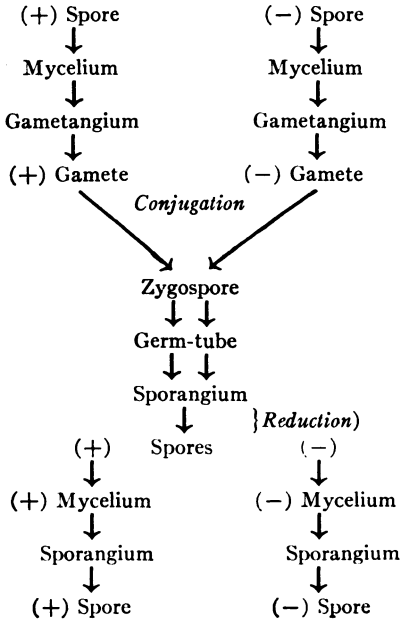 (+) Spore (−) Spore
Mycelium Mycelium
Gametangium Gametangium
(+) Gamete (−) Gamete
Conjugation
Zygospore
Germ-tube
Sporangium
}Reduction)
(+) Spores (−)
(+) Mycelium (−) Mycelium
Sporangium Sporangium
(+) Spore (−) Spore